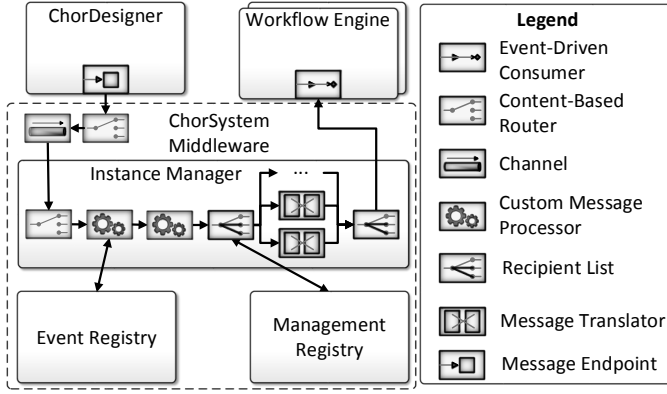 ChorDesigner
Workflow Engine
ChorSystem
Middleware
Instance Manager
...
Event Registry
Management
Registry
Legend
Event-Driven
Consumer
Content-Based
Router
Channel
Custom Message
Processor
Recipient List
Message Translator
Message Endpoint